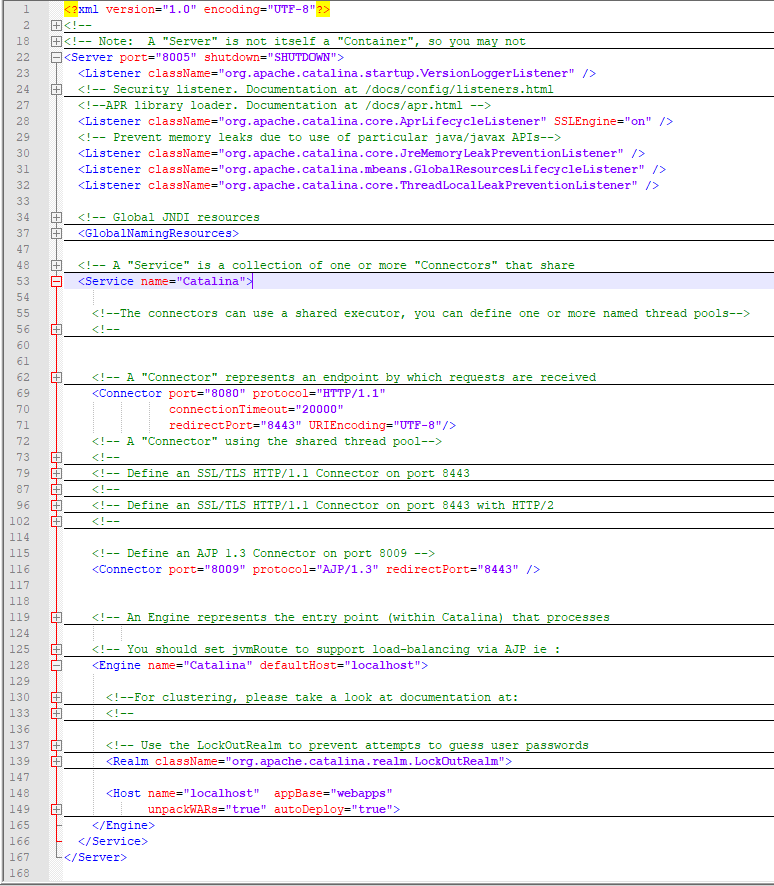 1 <?xml version="1.0" encoding="UTF-8"?>
2 <!--
18 <!-- Note:  A "Server" is not itself a "Container", so you may not
22 <Server port="8005" shutdown="SHUTDOWN">
23 <Listener className="org.apache.catalina.startup.VersionLoggerListener" />
24 <!-- Security listener. Documentation at /docs/config/listeners.html
27 <!--APR library loader. Documentation at /docs/apr.html -->
28 <Listener className="org.apache.catalina.core.AprLifecycleListener" SSLEngine="on" />
29 <!-- Prevent memory leaks due to use of particular java/javax APIs-->
30 <Listener className="org.apache.catalina.core.JreMemoryLeakPreventionListener" />
31 <Listener className="org.apache.catalina.mbeans.GlobalResourcesLifecycleListener" />
32 <Listener className="org.apache.catalina.core.ThreadLocalLeakPreventionListener" />
33
34 <!-- Global JNDI resources
37 <GlobalNamingResources>
47
48 <!-- A "Service" is a collection of one or more "Connectors" that share
53 <Service name="Catalina">
54
55 <!--The connectors can use a shared executor, you can define one or more named thread pools-->
56 <!--
60
61
62 <!-- A "Connector" represents an endpoint by which requests are received
69 <Connector port="8080" protocol="HTTP/1.1"
70 connectionTimeout="20000"
71 redirectPort="8443" URIEncoding="UTF-8"/>
72 <!-- A "Connector" using the shared thread pool-->
73 <!--
79 <!-- Define an SSL/TLS HTTP/1.1 Connector on port 8443
87 <!--
96 <!-- Define an SSL/TLS HTTP/1.1 Connector on port 8443 with HTTP/2
102 <!--
114
115 <!-- Define an AJP 1.3 Connector on port 8009 -->
116 <Connector port="8009" protocol="AJP/1.3" redirectPort="8443" />
117
118
119 <!-- An Engine represents the entry point (within Catalina) that processes
124
125 <!-- You should set jvmRoute to support load-balancing via AJP ie :
128 <Engine name="Catalina" defaultHost="localhost">
129
130 <!--For clustering, please take a look at documentation at:
133 <!--
136
137 <!-- Use the LockOutRealm to prevent attempts to guess user passwords
139 <Realm className="org.apache.catalina.realm.LockOutRealm">
147
148 <Host name="localhost"  appBase="webapps"
149 unpackWARs="true" autoDeploy="true">
165 </Engine>
166 </Service>
167 </Server>
168